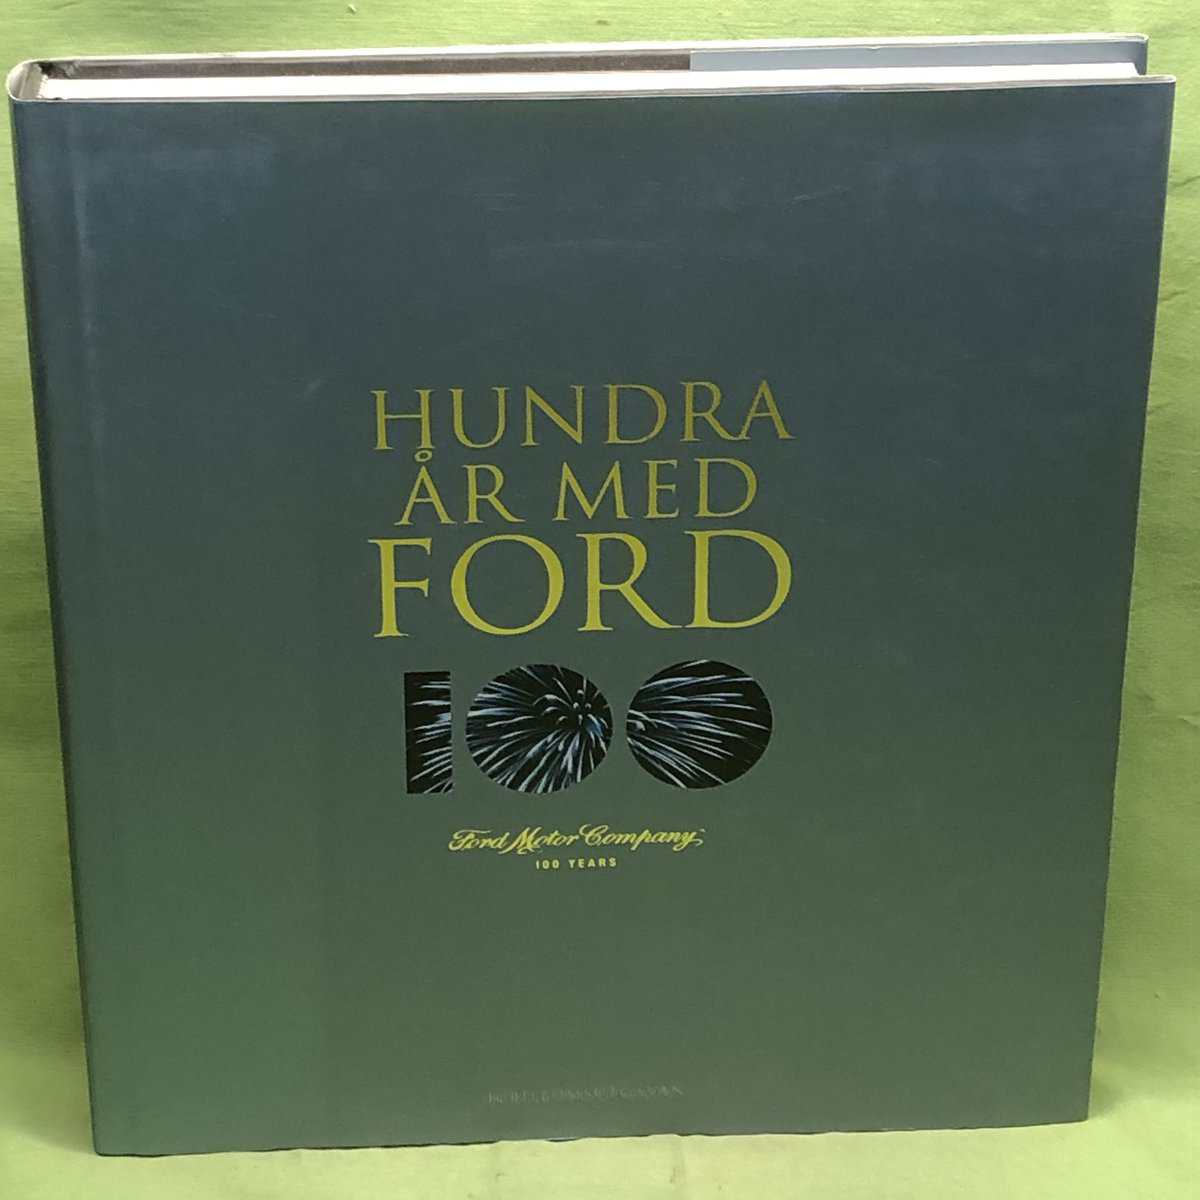 HUNDRA
ÅR MED
FORD
100
Ford Motor Company
100 YEARS